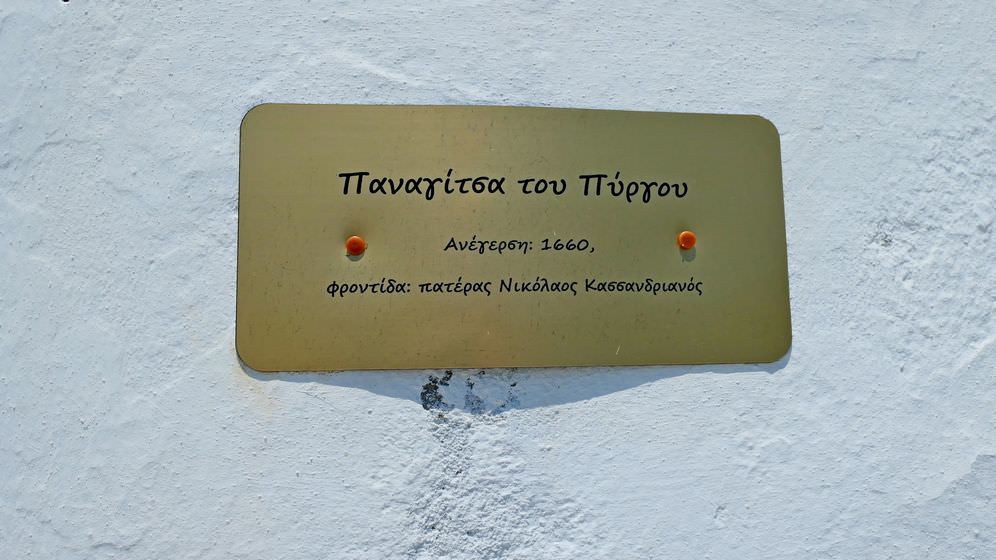 Παναγίτσα του Πύργου
Ανέγερση: 1660,
φροντίδα: πατέρας Νικόλαος Κασσανδριανός